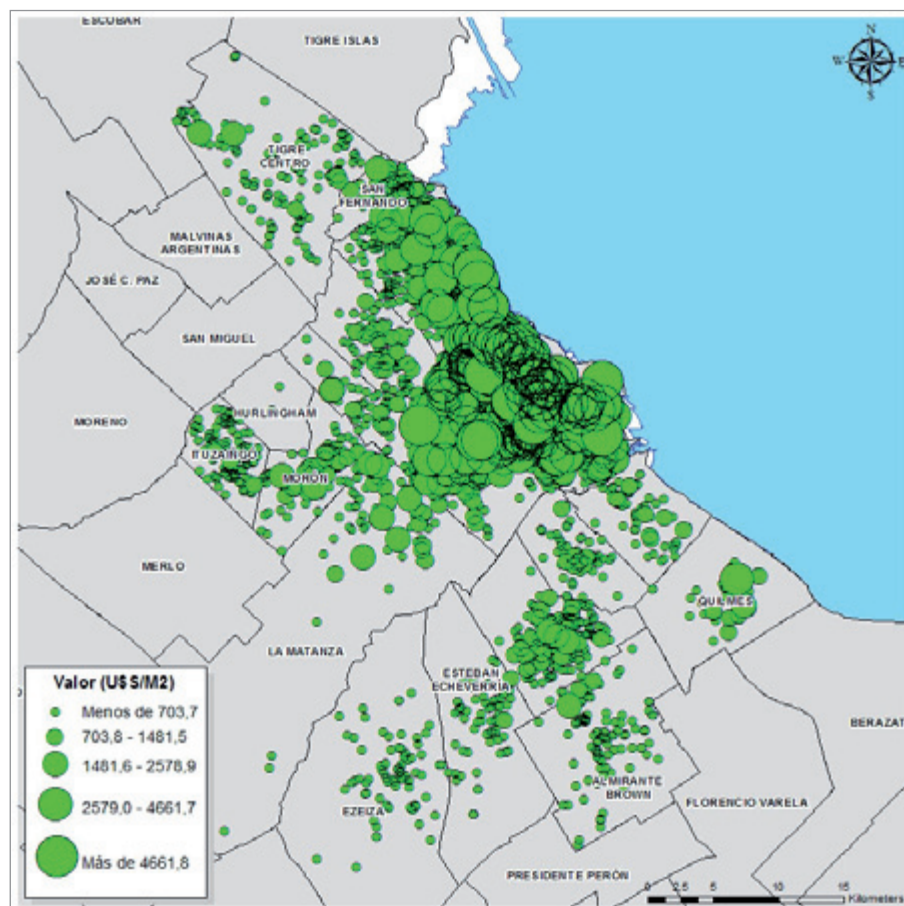 ESCOBAR
TIGRE ISLAS
N
W
E
S
TIGRE
CENTRO
SAN
FERNANDO
MALVINAS
ARGENTINAS
JOSÉ C. PAZ
SAN MIGUEL
MORENO
HURLINGHAM
ITUZAINGO
MORON
MERLO
QUILMES
LA MATANZA
ESTEBAN
ECHEVERRIA
BERAZAT
ALMIRANTE
BROWN
EZEIZA
FLORENCIO VARELA
PRESIDENTE PERÓN
Valor (U$S/M2)
Menos de 703,7
703,8 - 1481,5
1481,6 - 2578,9
2579,0 - 4661,7
Más de 4661,8
0 2,5 5 10 15
Kilometers